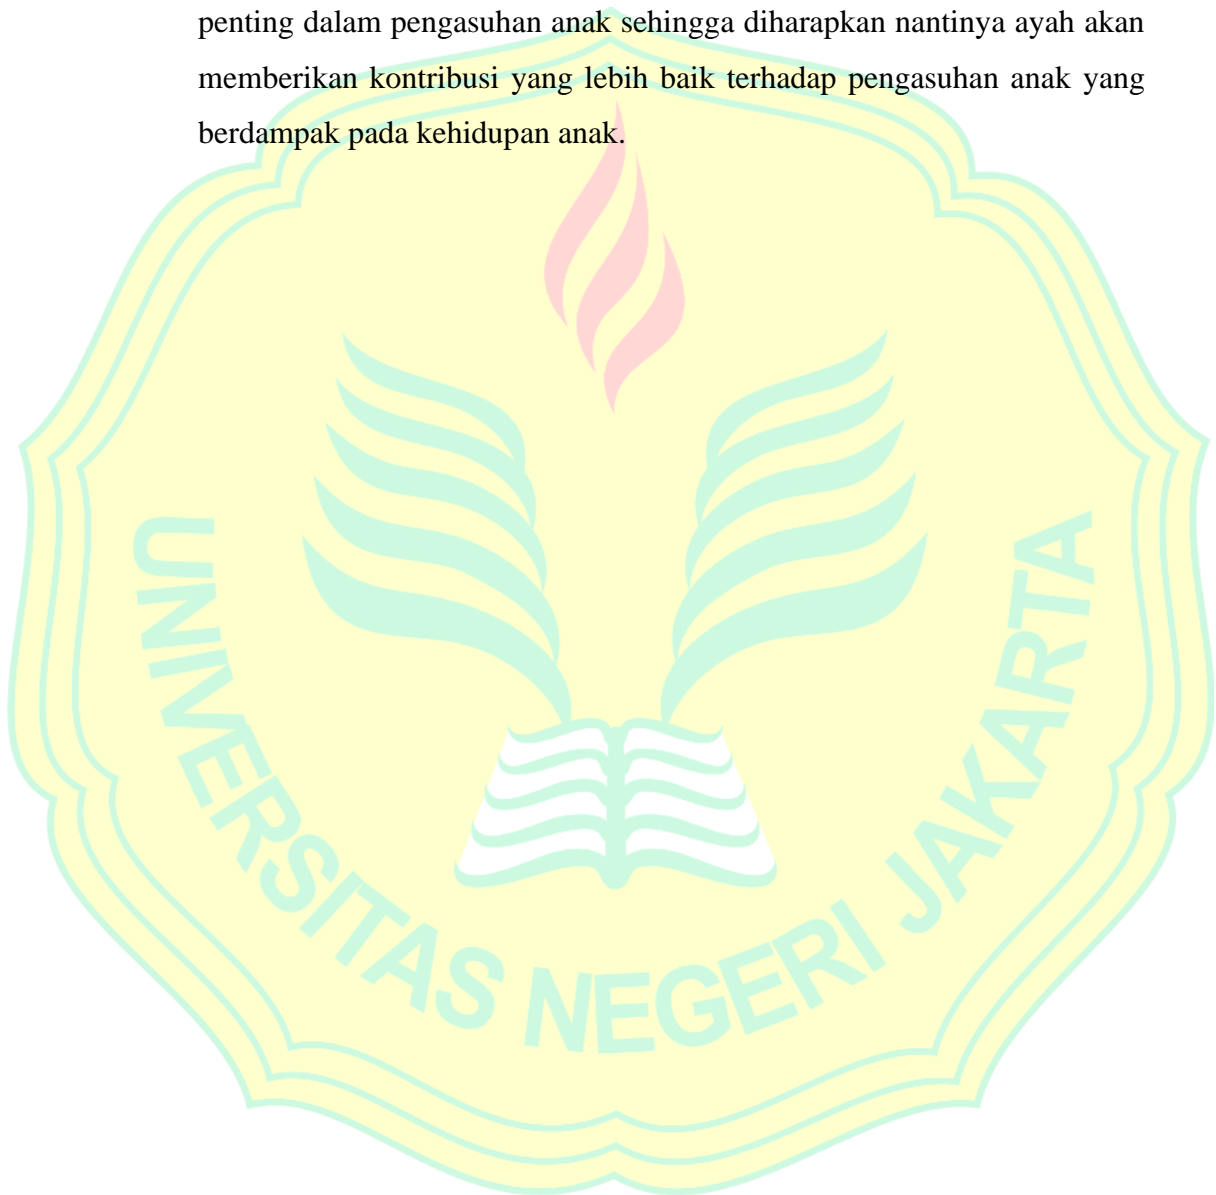 penting dalam pengasuhan anak sehingga diharapkan nantinya ayah akan
memberikan kontribusi yang lebih baik terhadap pengasuhan anak yang
berdampak pada kehidupan anak.
UNIVERSITAS NEGERI JAKARTA